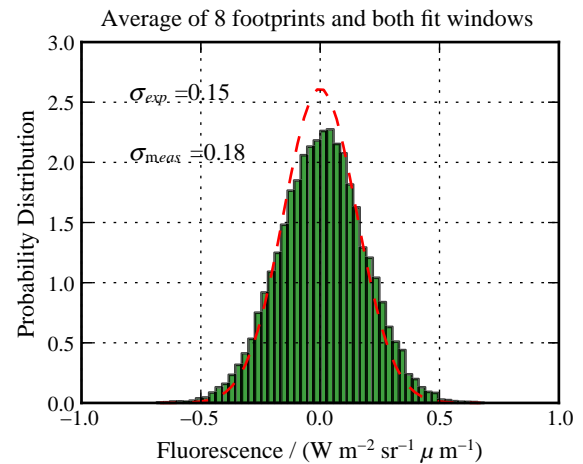 Average of 8 footprints and both fit windows
3.0
2.5
2.0
1.5
1.0
0.5
0.0
σexp =0.15
σmeas =0.18
Probability Distribution
−1.0 −0.5 0.0 0.5 1.0
Fluorescence / (W m−2 sr−1 μ m−1)